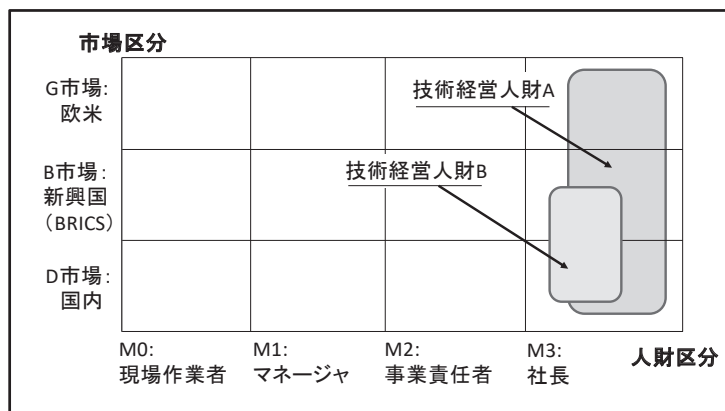 市場区分
G市場:
欧米
技術経営人財A
B市場:
新興国
（BRICS）
技術経営人財B
D市場:
国内
M0:
現場作業者
M1:
マネージャ
M2:
事業責任者
M3:
社長
人財区分